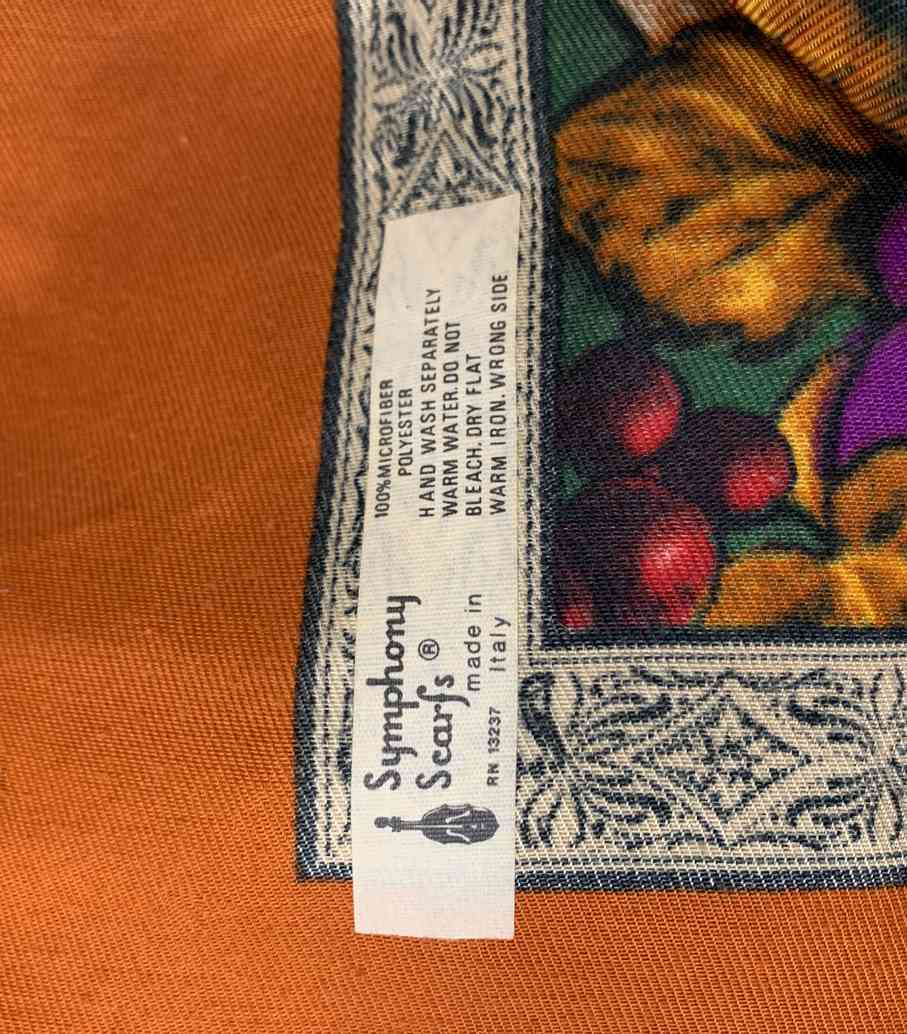 Symphony
Scarfs ®
made in
Italy
RN 13237
100% MICROFIBER
POLYESTER
HAND WASH SEPARATELY
WARM WATER. DO NOT
BLEACH. DRY FLAT
WARM IRON. WRONG SIDE